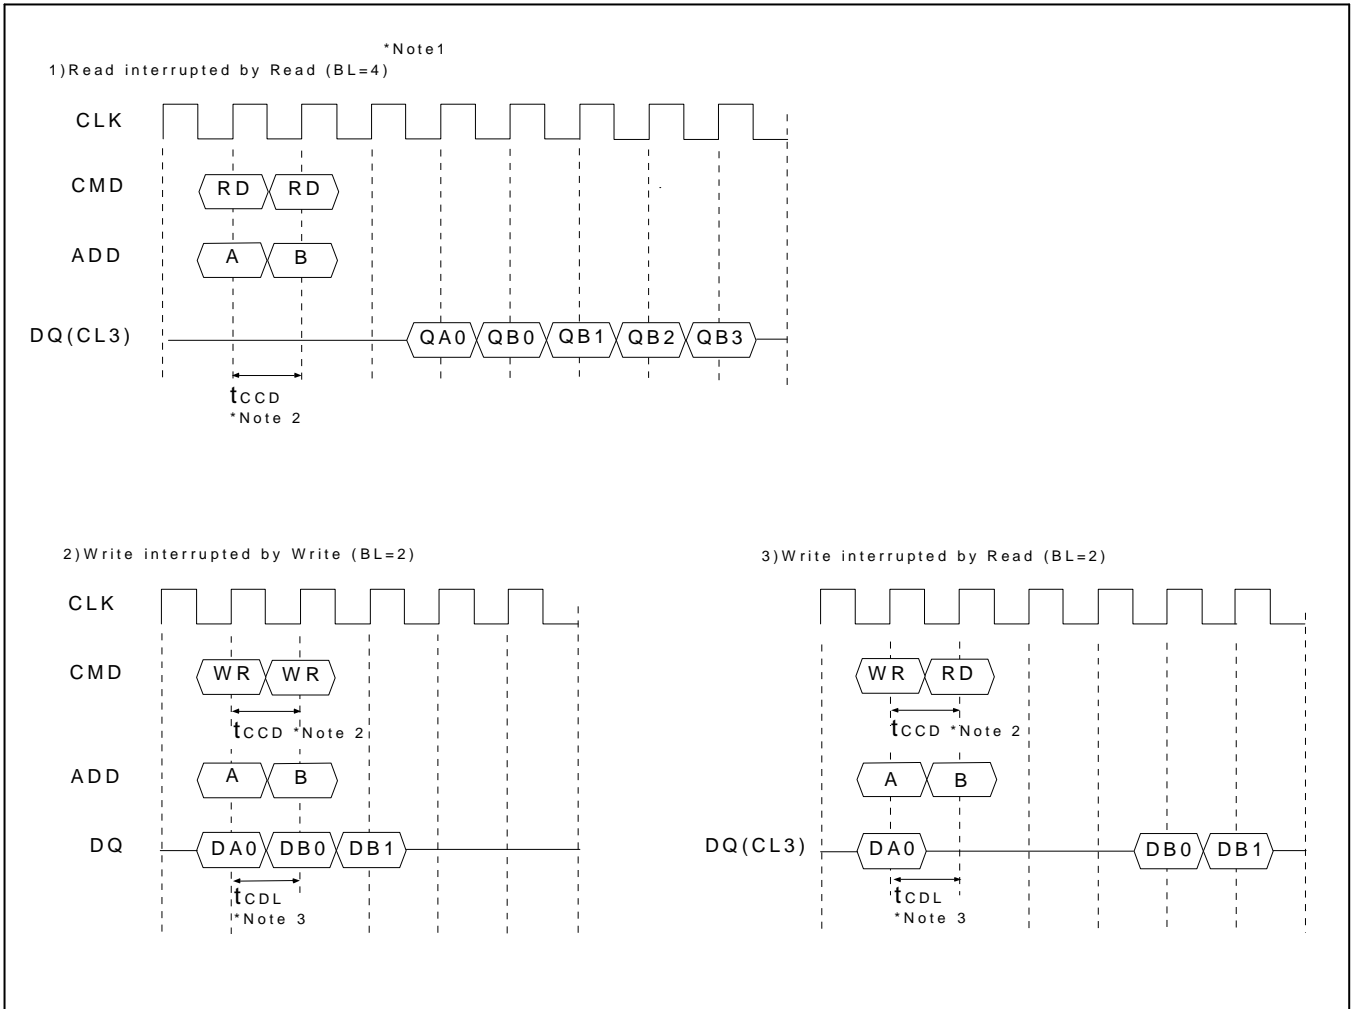 *Note1
1)Read interrupted by Read (BL=4)
CLK
CMD RD RD
ADD A B
DQ(CL3) QA0 QB0 QB1 QB2 QB3
tCCD
*Note 2
2)Write interrupted by Write (BL=2)
CLK
CMD WR WR
tCCD *Note 2
ADD A B
DQ DA0 DB0 DB1
tCDL
*Note 3
3)Write interrupted by Read (BL=2)
WR RD
tCCD *Note 2
A B
DQ(CL3) DA0 DB0 DB1
tCDL
*Note 3